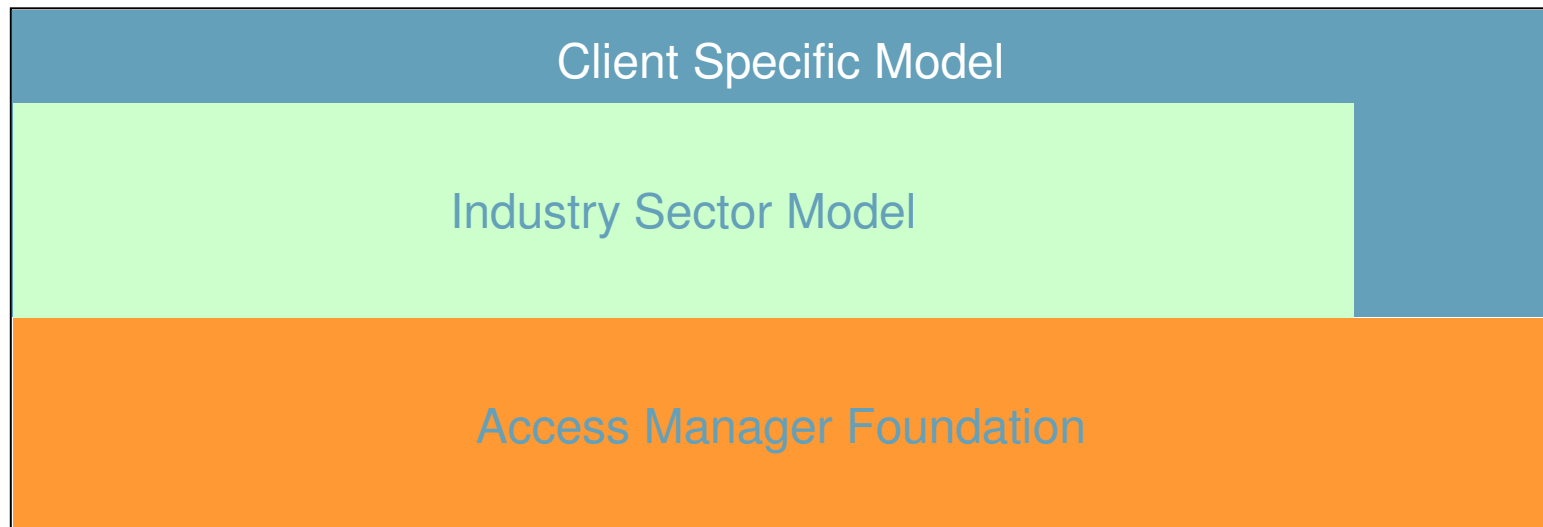 Client Specific Model
Industry Sector Model
Access Manager Foundation